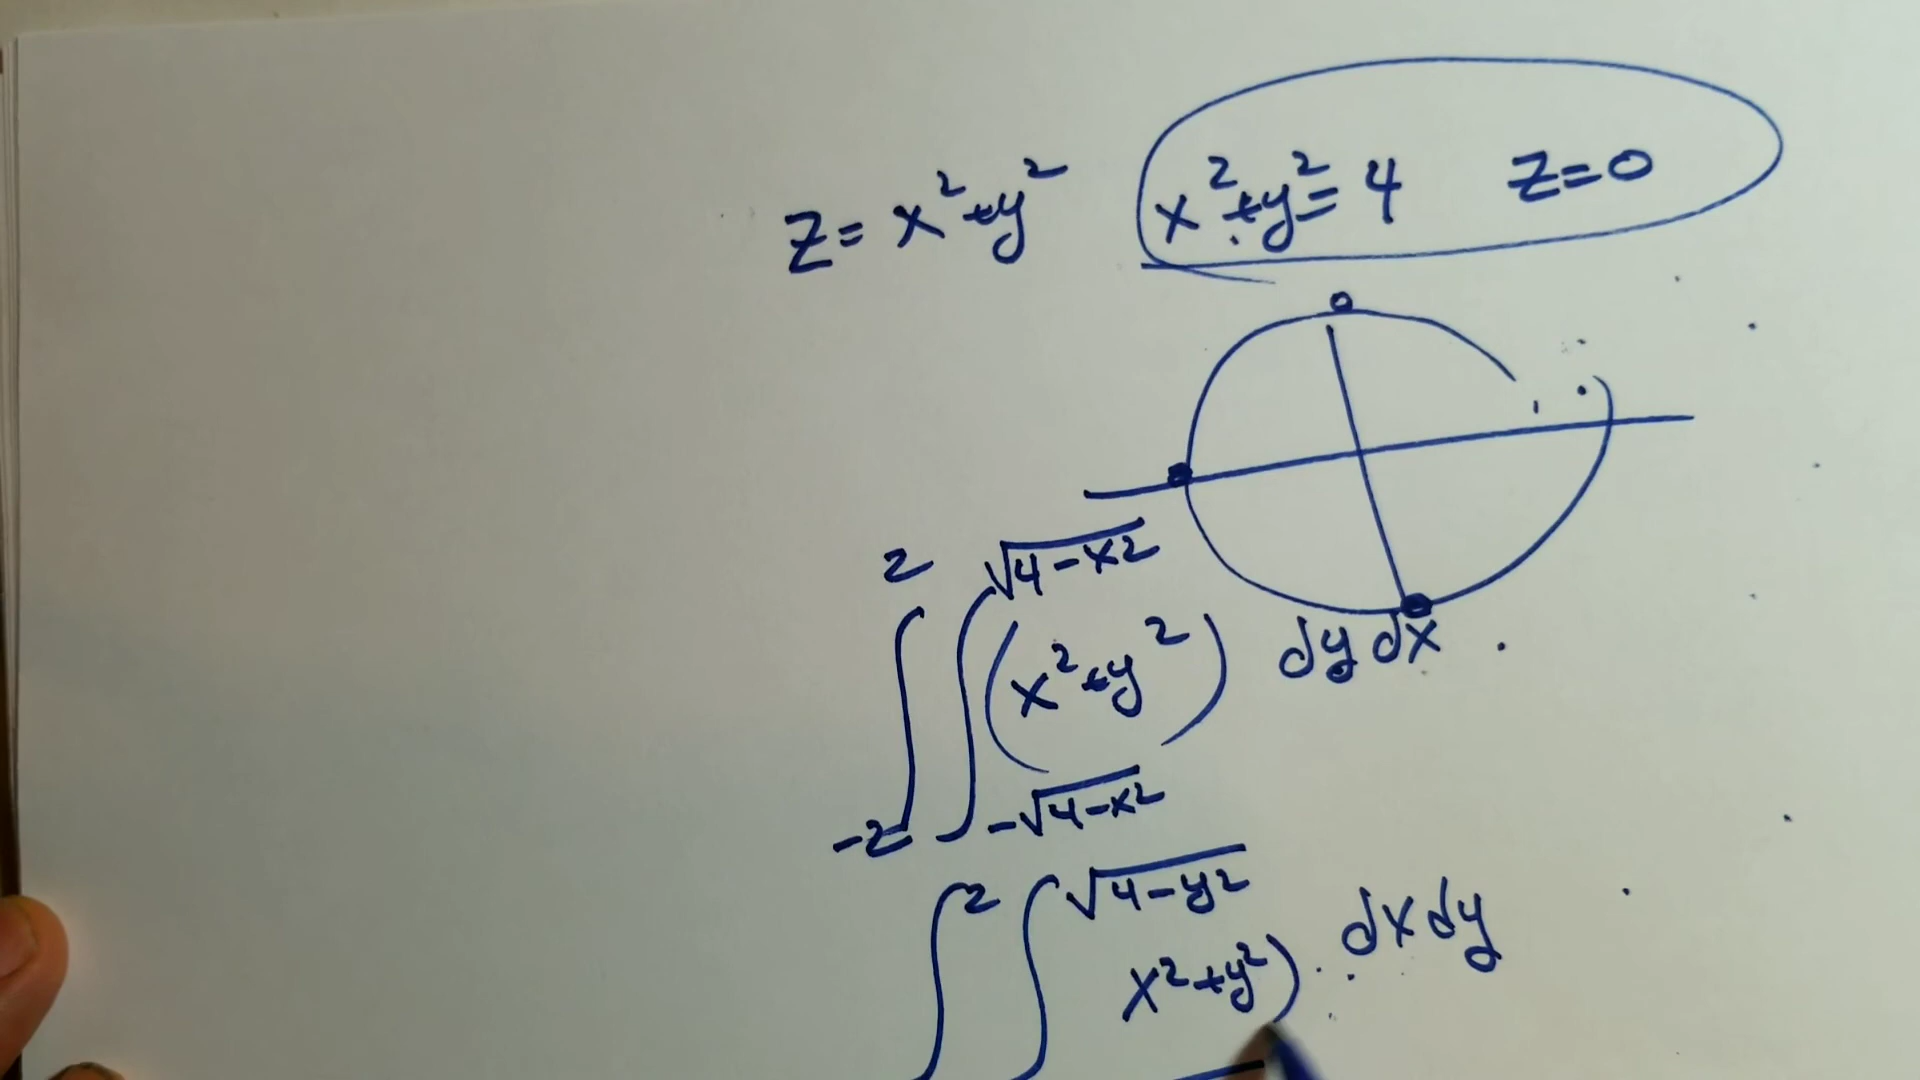 z = x² + y² x² + y² = 4 z = 0
∫_{-2}^{2} ∫_{-√(4-x²)}^{√(4-x²)} (x² + y²) dy dx
∫^{2} ∫^{√(4-y²)} x² + y²) dx dy